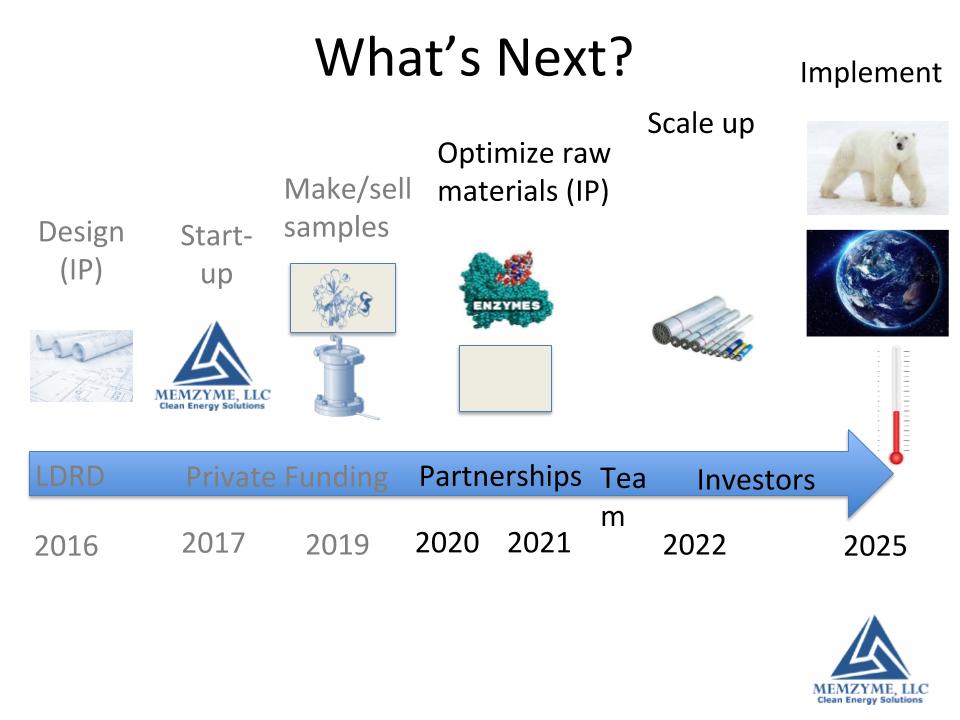 What's Next?
Implement
Scale up
Optimize raw
materials (IP)
Make/sell
samples
Design
(IP)
Start-
up
ENZYMES
MEMZYME, LLC
Clean Energy Solutions
LDRD
Private Funding
Partnerships
Tea
m
Investors
2016
2017
2019
2020
2021
2022
2025
MEMZYME, LLC
Clean Energy Solutions